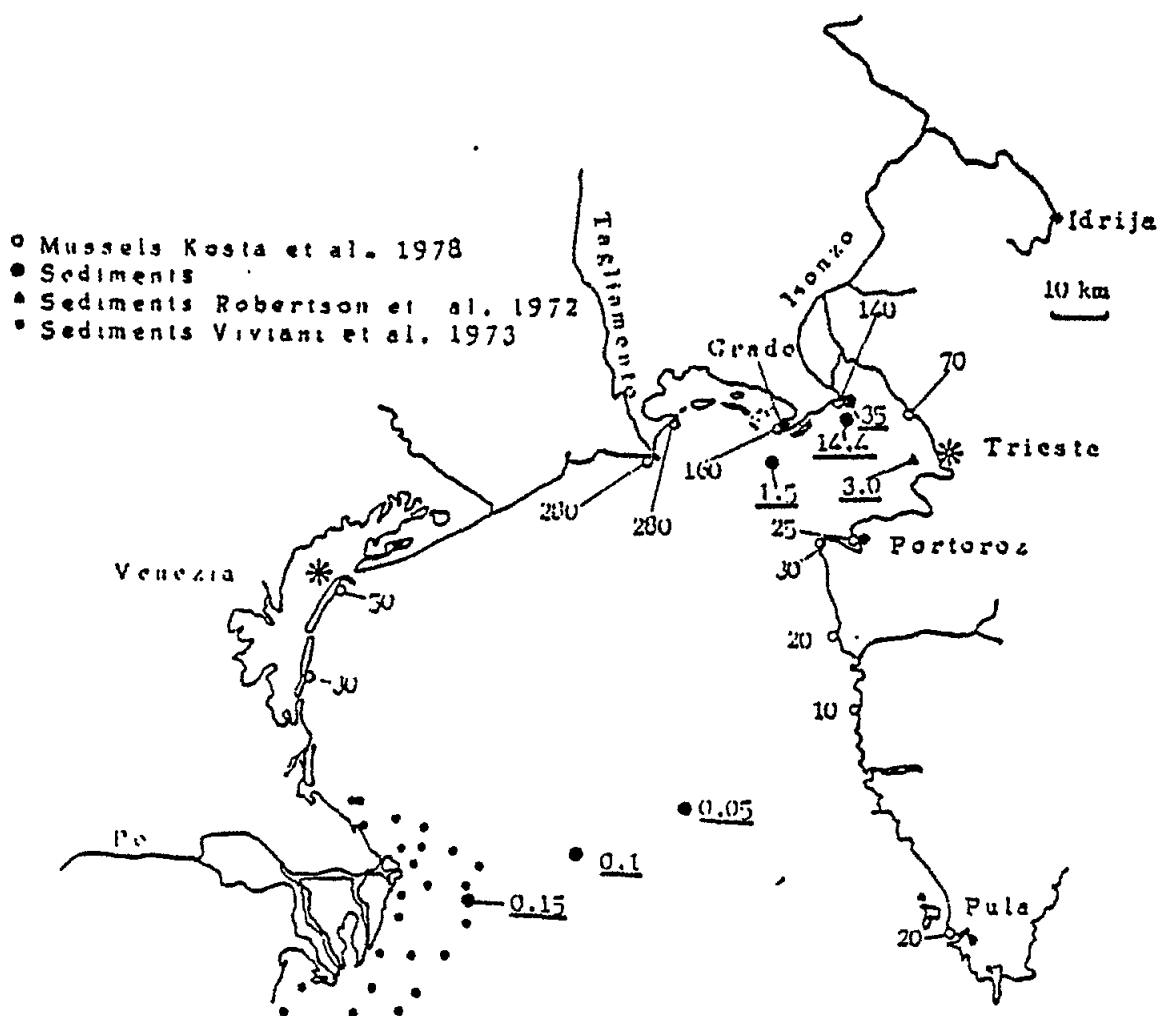 Idrija
Tagliamento
Mussels Kosta et al. 1978
Sediments
Isonzo
10 km
Sediments Robertson et al. 1972
Sediments Viviani et al. 1973
140
Grado
70
35
14.4
Trieste
160
1.5
3.0
280
280
25
Portoroz
30
Venezia
30
20
10
0.05
Po
0.1
0.15
Pula
20